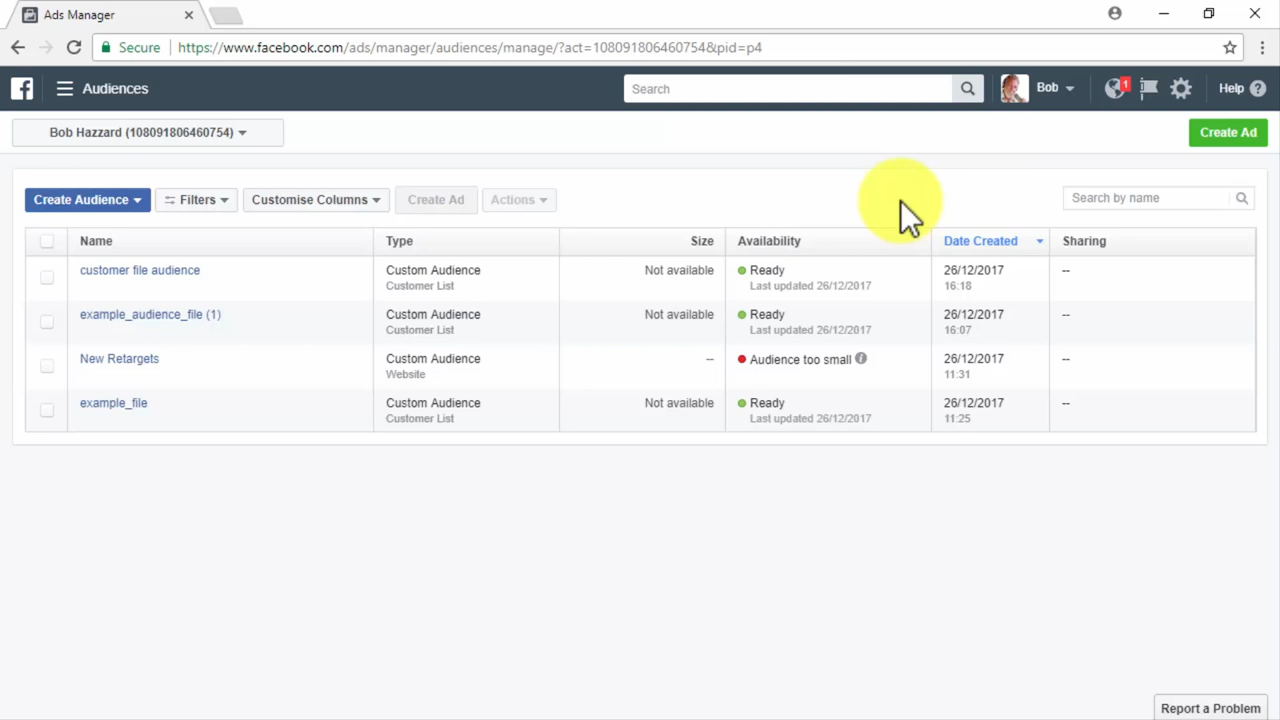 Ads Manager
Secure https://www.facebook.com/ads/manager/audiences/manage/?act=108091806460754&pid=p4
Audiences Search Bob 1 Help ?
Bob Hazzard (108091806460754) Create Ad
Create Audience Filters Customise Columns Create Ad Actions Search by name
Name Type Size Availability Date Created Sharing
customer file audience Custom Audience Not available Ready 26/12/2017 --
Customer List Last updated 26/12/2017 16:18
example_audience_file (1) Custom Audience Not available Ready 26/12/2017 --
Customer List Last updated 26/12/2017 16:07
New Retargets Custom Audience -- Audience too small 26/12/2017 --
Website 11:31
example_file Custom Audience Not available Ready 26/12/2017 --
Customer List Last updated 26/12/2017 11:25
Report a Problem